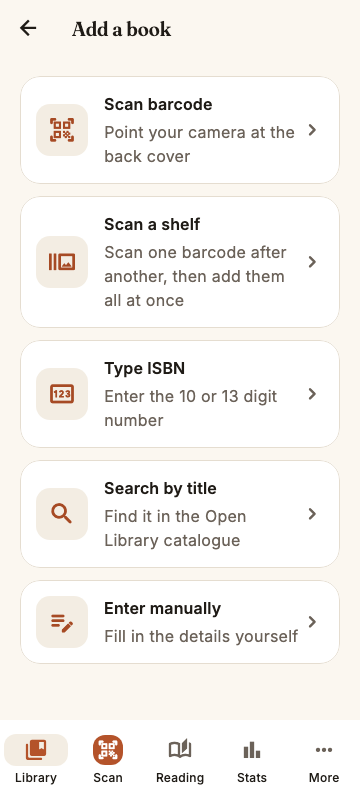 Add a book
Scan barcode
Point your camera at the
back cover
Scan a shelf
Scan one barcode after
another, then add them
all at once
123
Type ISBN
Enter the 10 or 13 digit
number
Search by title
Find it in the Open
Library catalogue
Enter manually
Fill in the details yourself
Library
Scan
Reading
Stats
More